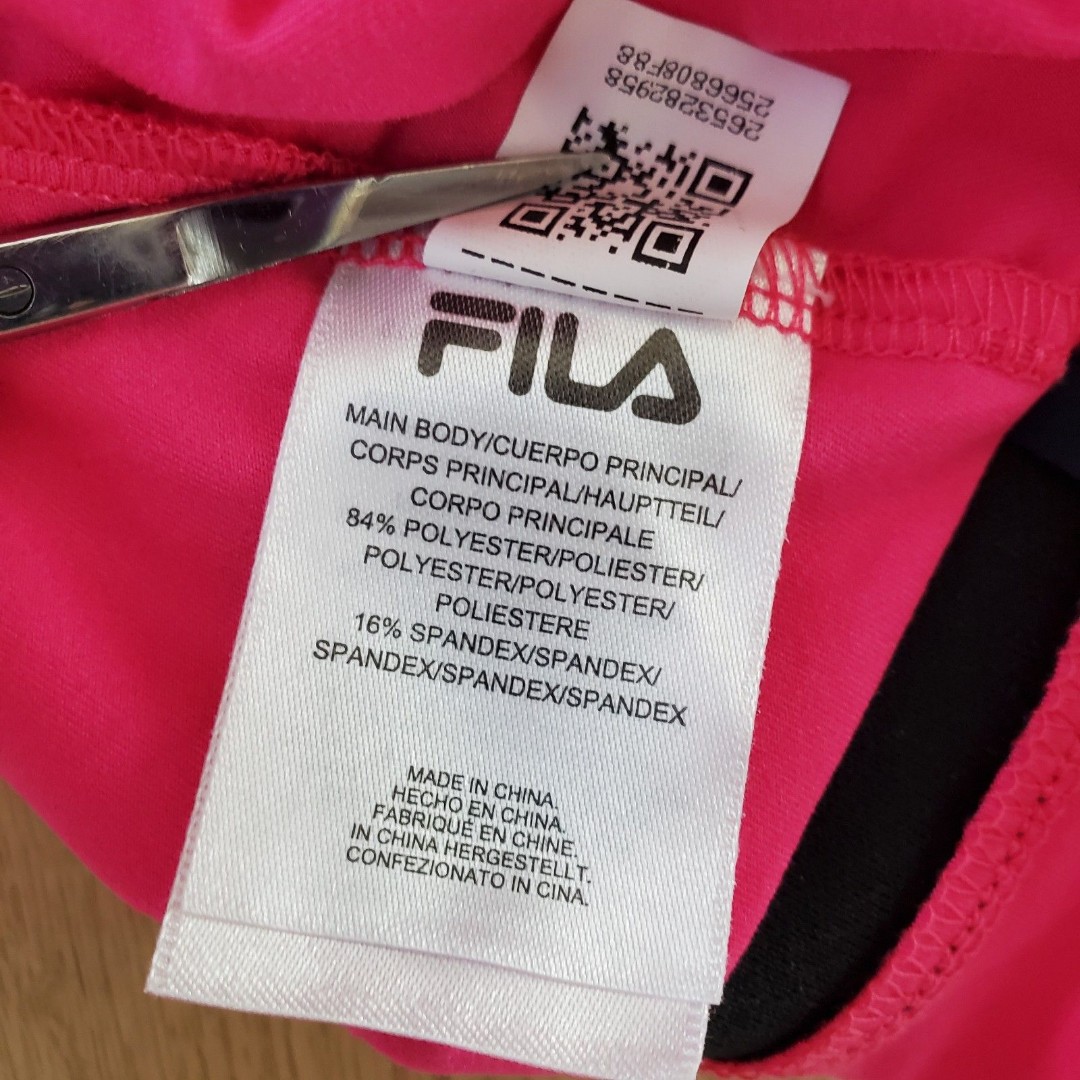 2653282958
2566808F88
FILA
MAIN BODY/CUERPO PRINCIPAL/
CORPS PRINCIPAL/HAUPTTEIL/
CORPO PRINCIPALE
84% POLYESTER/POLIESTER/
POLYESTER/POLYESTER/
POLIESTERE
16% SPANDEX/SPANDEX/
SPANDEX/SPANDEX/SPANDEX
MADE IN CHINA.
HECHO EN CHINA.
FABRIQUÉ EN CHINE.
IN CHINA HERGESTELLT.
CONFEZIONATO IN CINA.